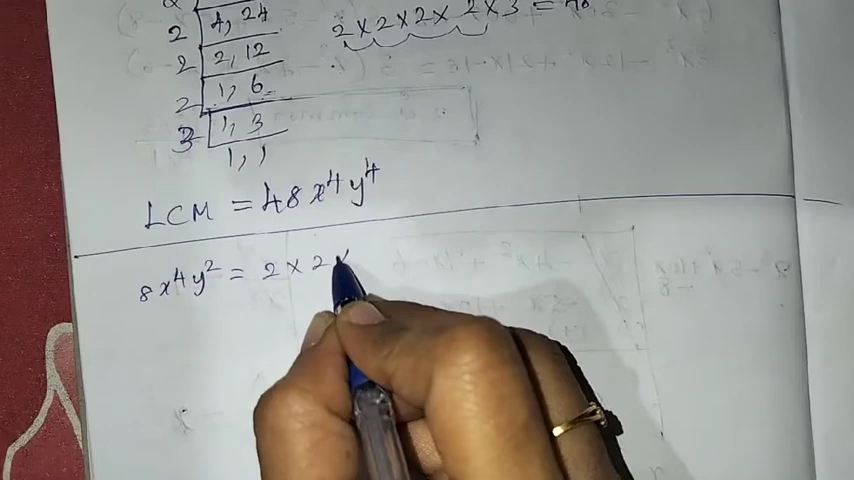 2 4, 24
2 2, 12
2 1, 6
3 1, 3
1, 1
2×2×2×2×3 =
LCM = 48x⁴y⁴
8x⁴y² = 2 × 2 ×